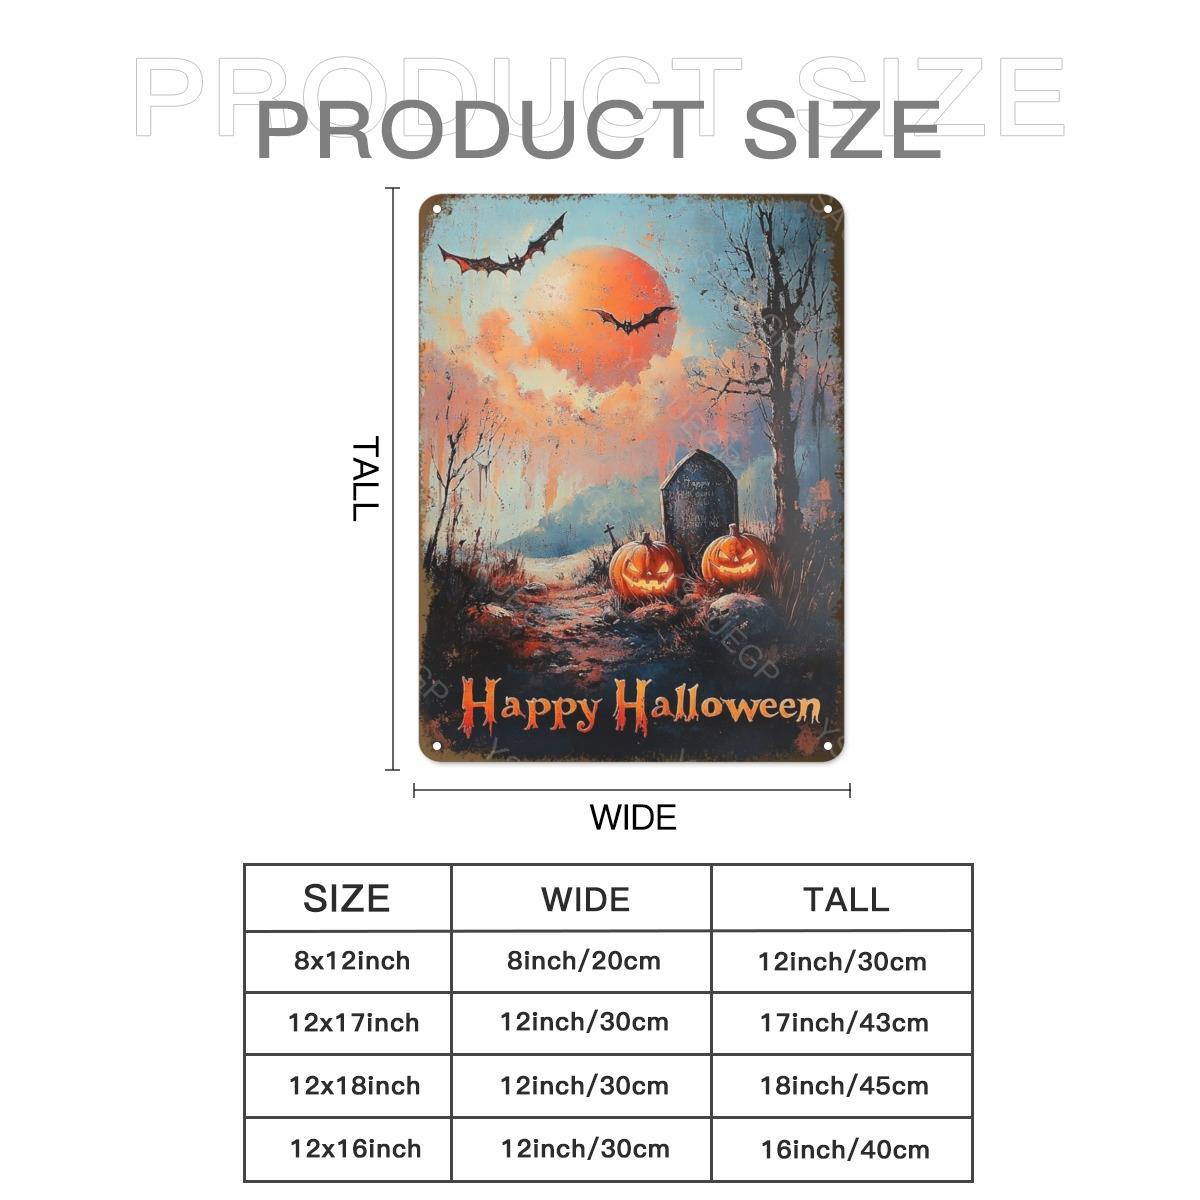 PRODUCT SIZE
PRODUCT SIZE
TALL
Happy
Happy Halloween
WIDE
SIZE WIDE TALL
8x12inch 8inch/20cm 12inch/30cm
12x17inch 12inch/30cm 17inch/43cm
12x18inch 12inch/30cm 18inch/45cm
12x16inch 12inch/30cm 16inch/40cm